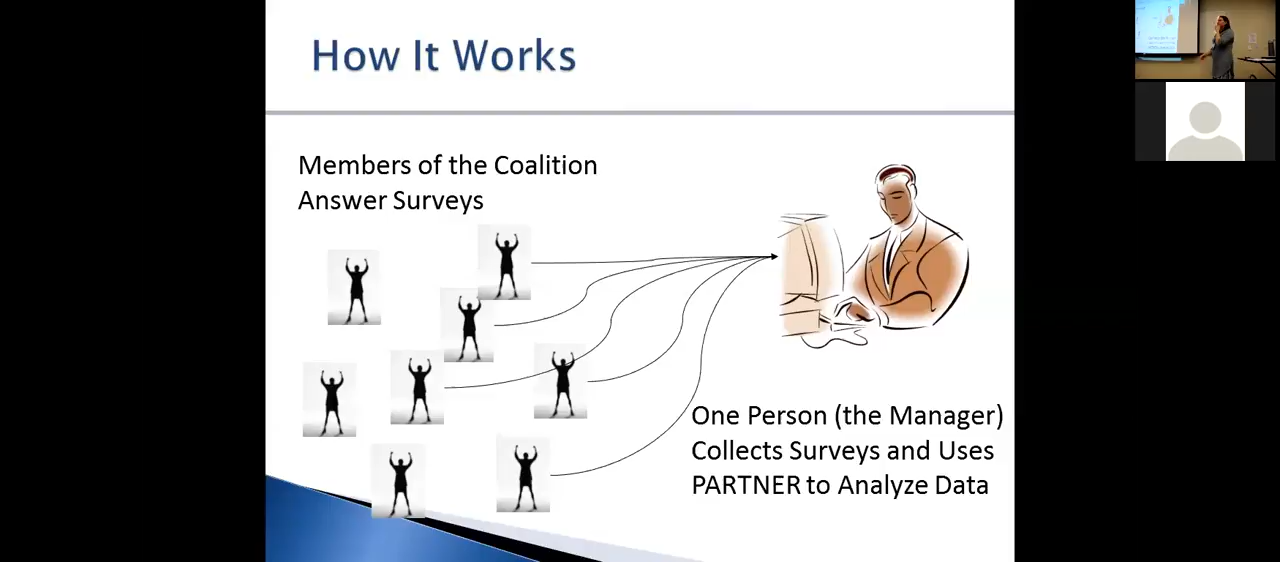 How It Works
Members of the Coalition
Answer Surveys
One Person (the Manager)
Collects Surveys and Uses
PARTNER to Analyze Data